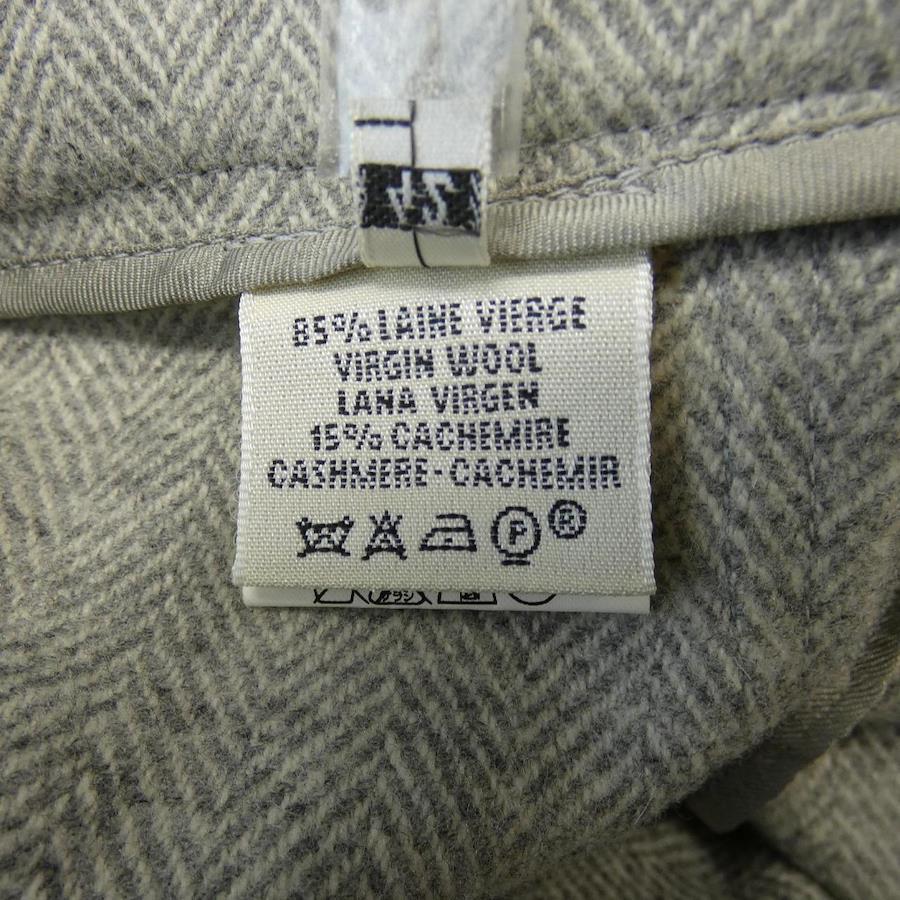 85% LAINE VIERGE
VIRGIN WOOL
LANA VIRGEN
15% CACHEMIRE
CASHMERE-CACHEMIR
P ®